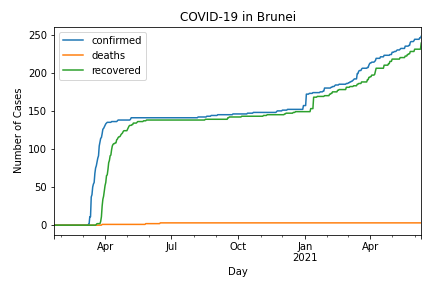 COVID-19 in Brunei
confirmed
deaths
recovered
Number of Cases
250
200
150
100
50
0
Apr
Jul
Oct
Jan
2021
Apr
Day